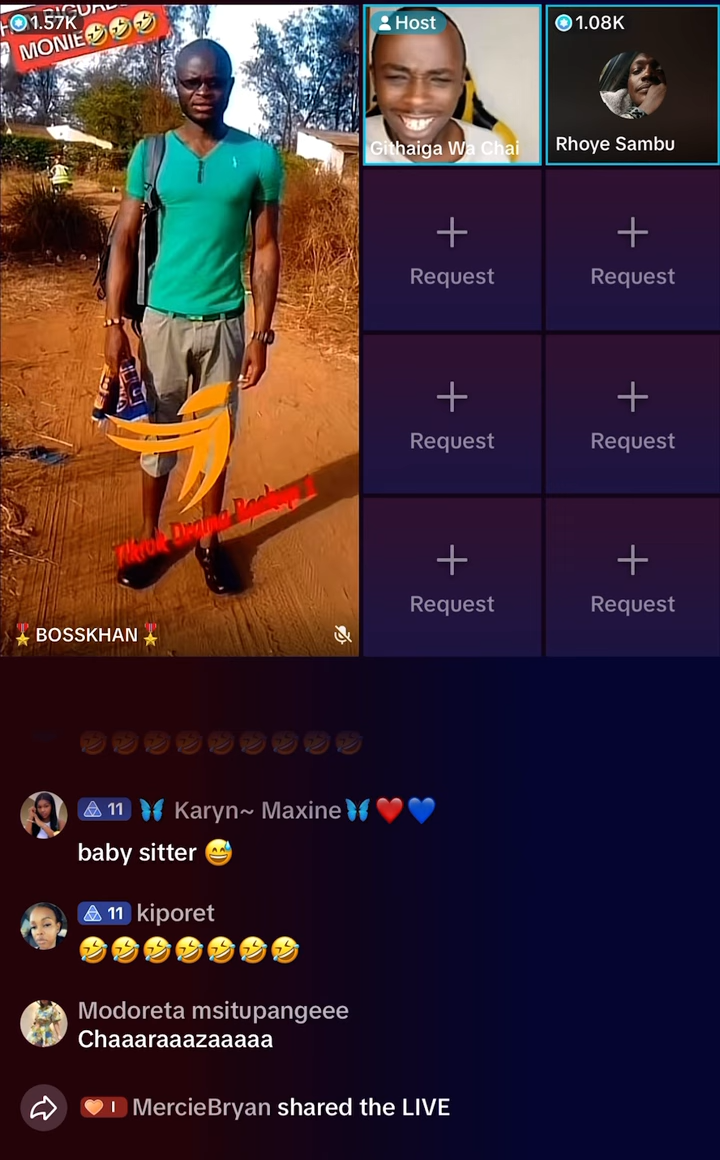 1.57K
MONIE🤣🤣🤣
Tiktok Drama Backup 1
🎖️BOSSKHAN🎖️
Host
Githaiga Wa Chai
1.08K
Rhoye Sambu
Request
Request
Request
Request
Request
Request
🤣🤣🤣🤣🤣🤣🤣🤣🤣
11 🦋 Karyn~ Maxine🦋❤️💙
baby sitter 😅
11 kiporet
🤣🤣🤣🤣🤣🤣🤣
Modoreta msitupangeee
Chaaaraaazaaaaa
I MercieBryan shared the LIVE